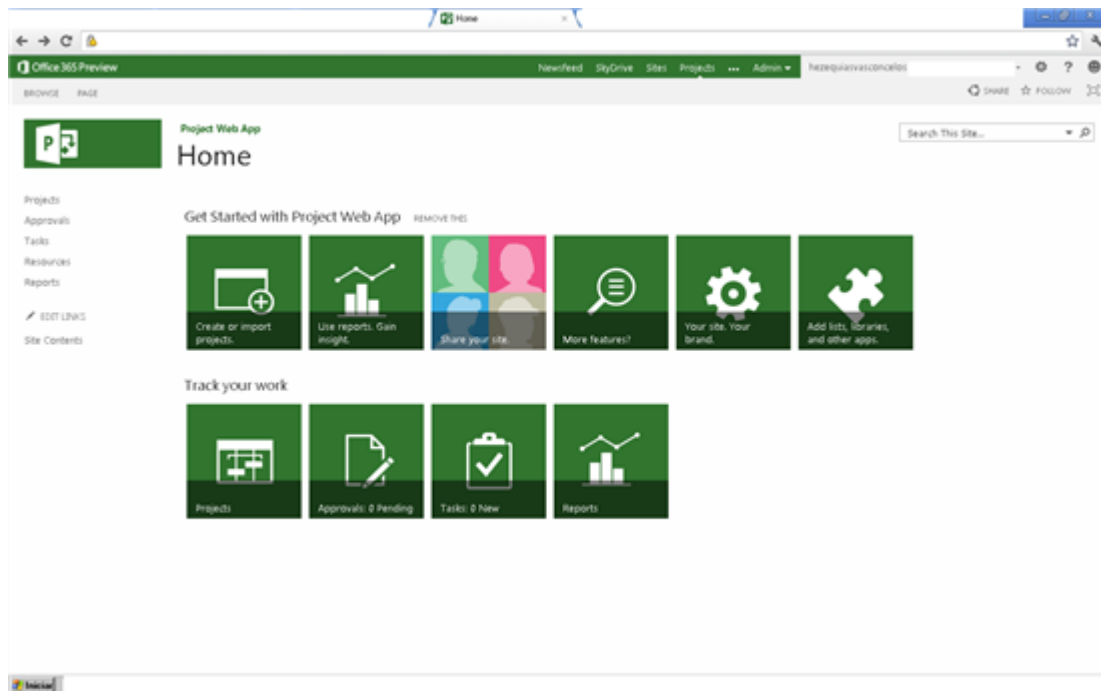 Home
Office 365 Preview
Newsfeed SkyDrive Sites Projects ... Admin
hezequiasvasconcelos
?
BROWSE PAGE
SHARE FOLLOW
P
Project Web App
Home
Search This Site...
Projects
Approvals
Tasks
Resources
Reports
EDIT LINKS
Site Contents
Get Started with Project Web App REMOVE THIS
Create or import
projects.
Use reports. Gain
insight.
Share your site.
More features?
Your site. Your
brand.
Add lists, libraries,
and other apps.
Track your work
Projects
Approvals: 0 Pending
Tasks: 0 New
Reports
Iniciar